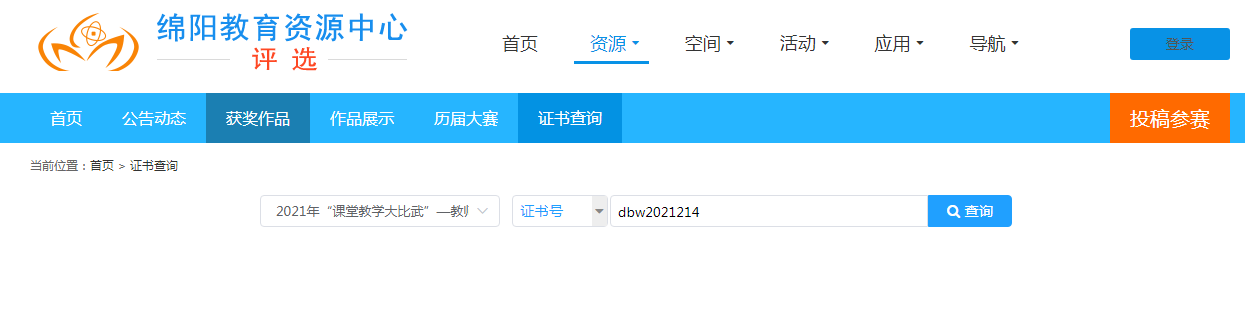 绵阳教育资源中心
评 选
首页 资源 空间 活动 应用 导航 登录
首页 公告动态 获奖作品 作品展示 历届大赛 证书查询 投稿参赛
当前位置：首页 > 证书查询
2021年“课堂教学大比武”—教 证书号 dbw2021214 查询